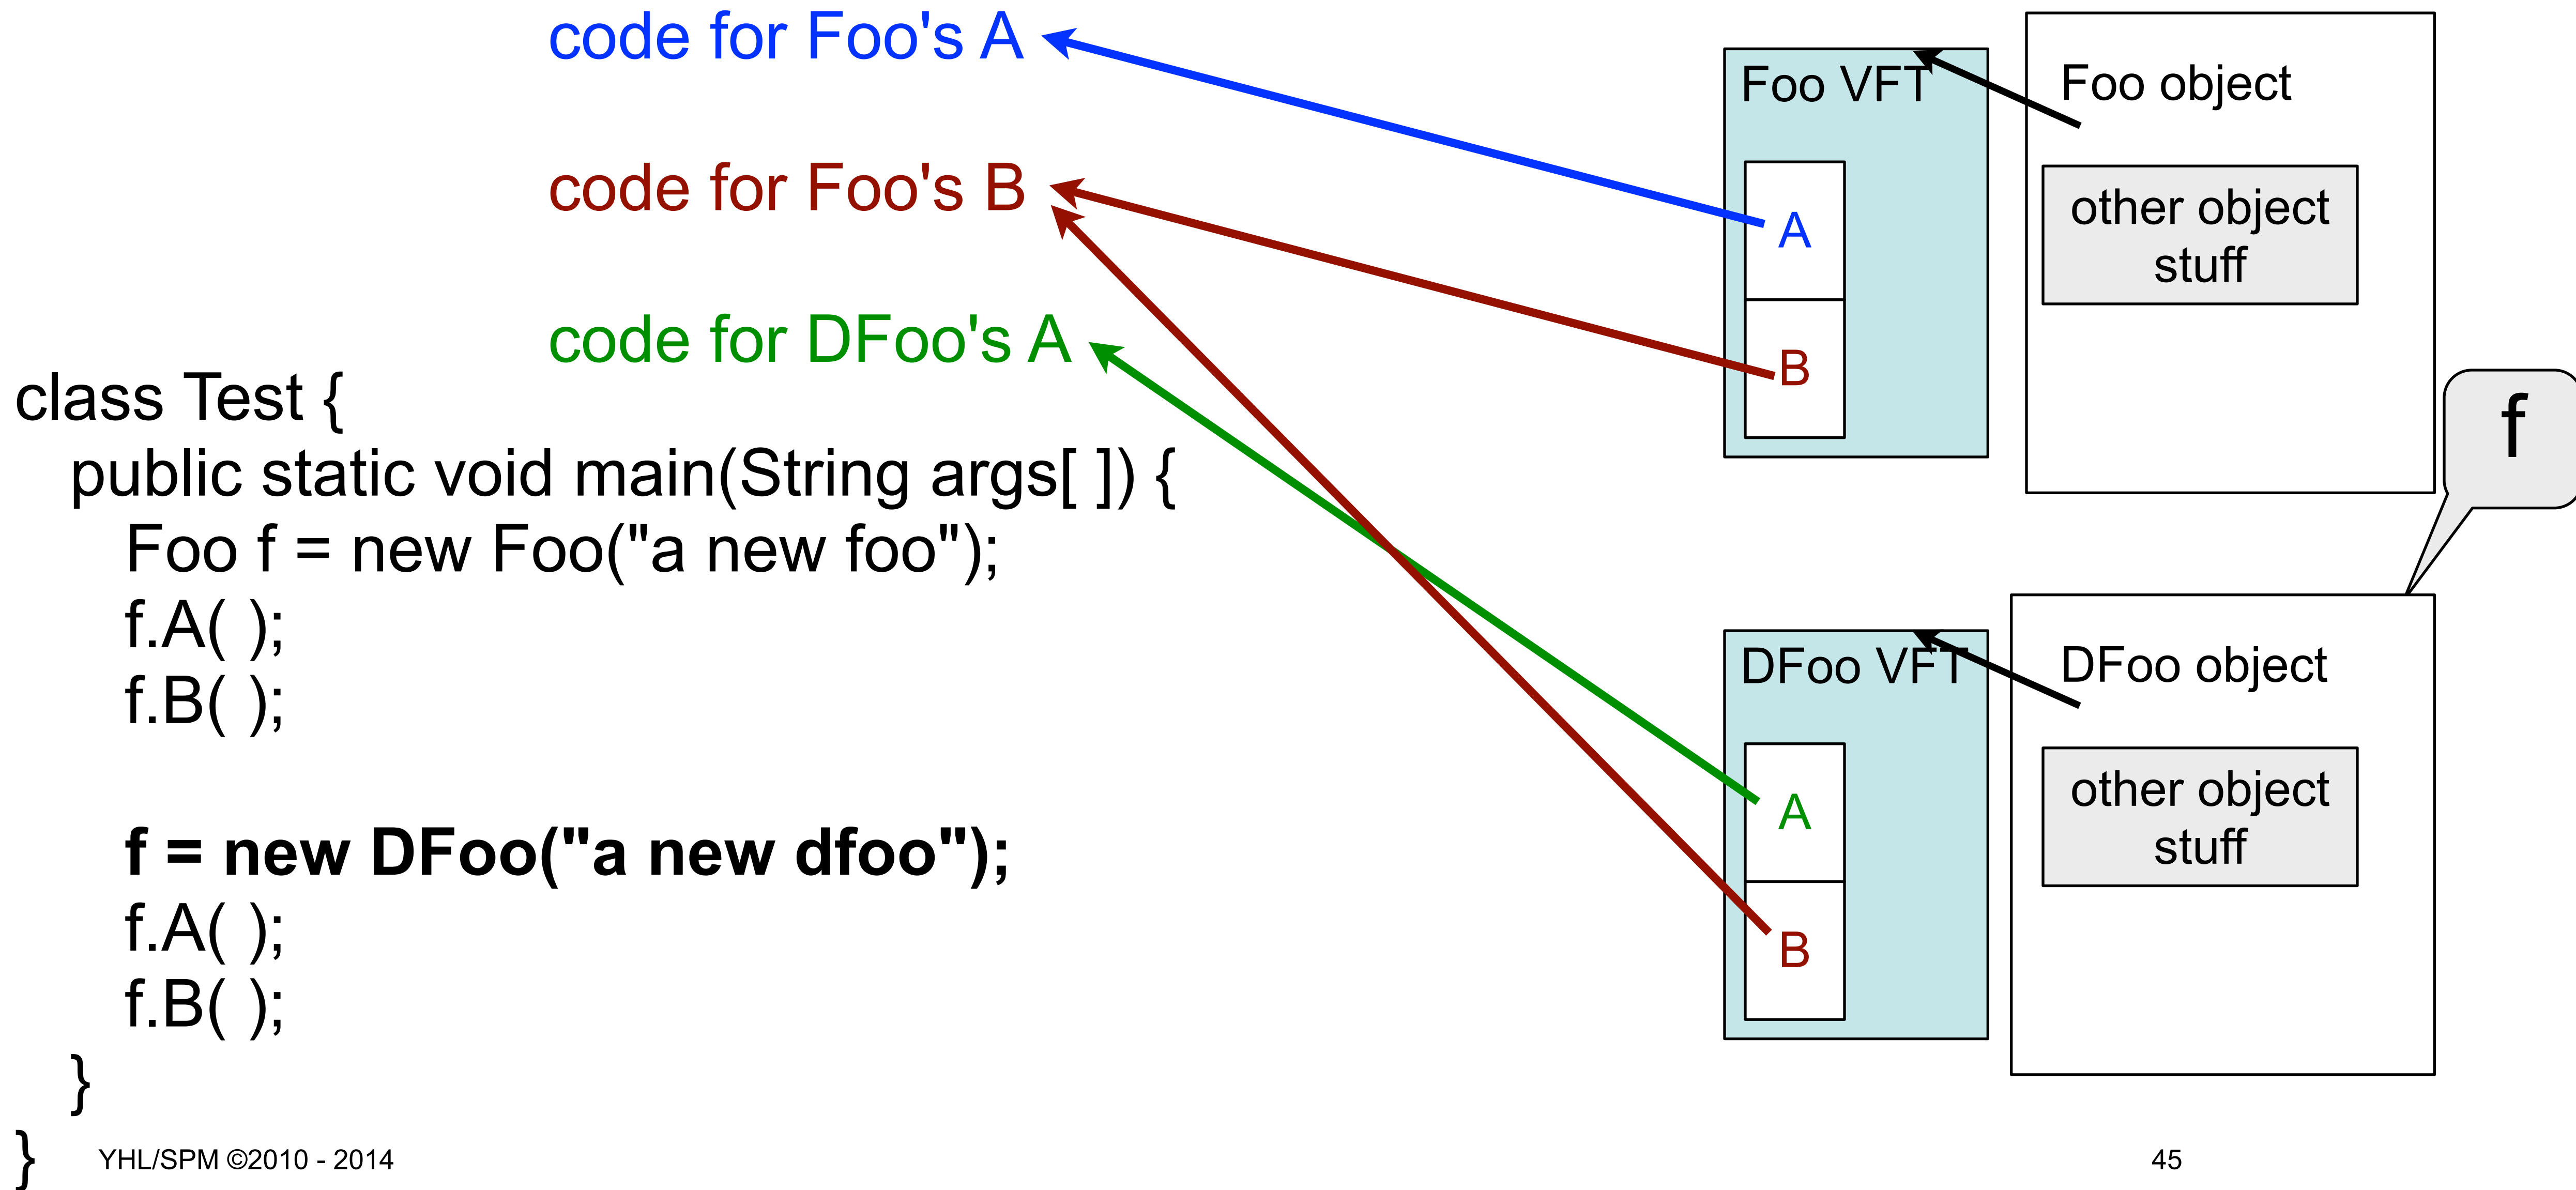 code for Foo's A
code for Foo's B
code for DFoo's A
class Test {
public static void main(String args[ ]) {
Foo f = new Foo("a new foo");
f.A( );
f.B( );
f = new DFoo("a new dfoo");
f.A( );
f.B( );
}
}
Foo VFT
A
B
Foo object
other object
stuff
f
DFoo VFT
A
B
DFoo object
other object
stuff
YHL/SPM ©2010 - 2014
45